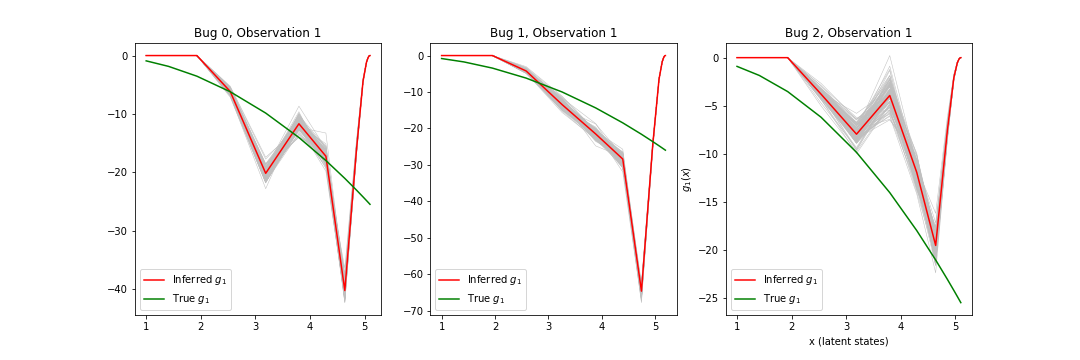 Bug 0, Observation 1
0
−10
−20
−30
−40
1 2 3 4 5
Inferred g₁
True g₁
Bug 1, Observation 1
0
−10
−20
−30
−40
−50
−60
−70
1 2 3 4 5
Inferred g₁
True g₁
Bug 2, Observation 1
g₁(x)
0
−5
−10
−15
−20
−25
1 2 3 4 5
x (latent states)
Inferred g₁
True g₁